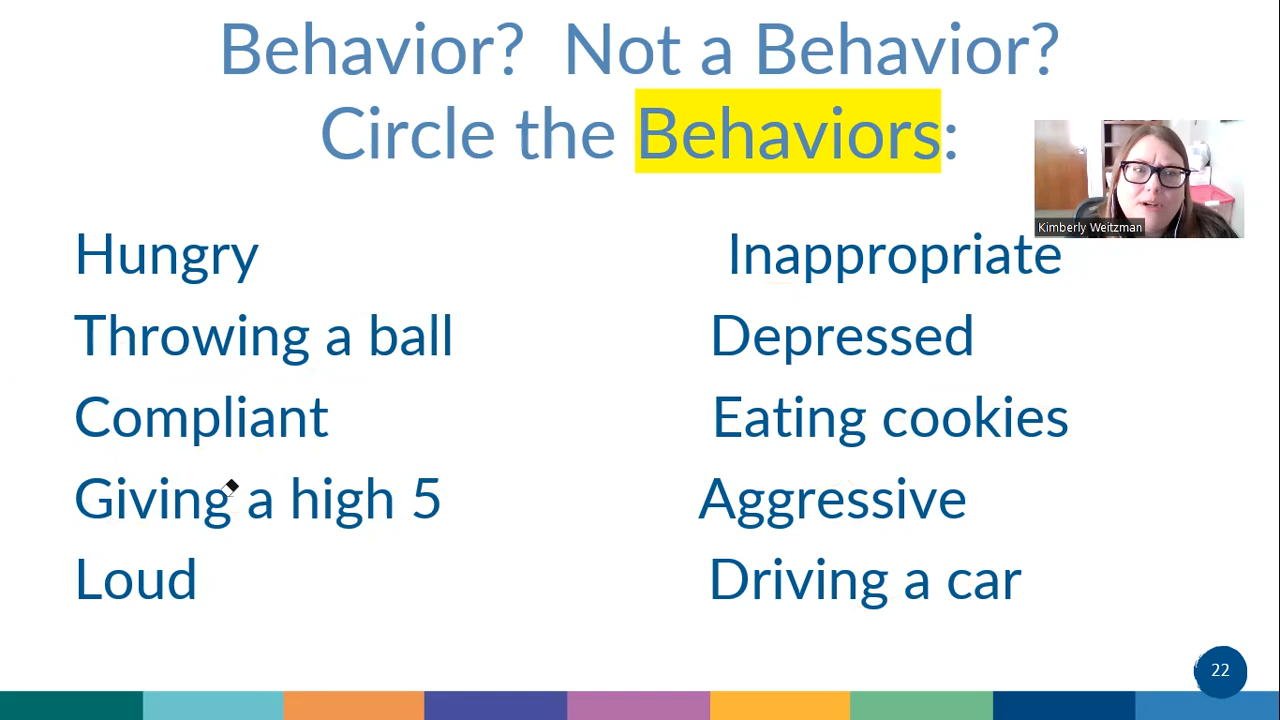 Behavior? Not a Behavior?
Circle the Behaviors:
Kimberly Weitzman
Hungry
Throwing a ball
Compliant
Giving a high 5
Loud
Inappropriate
Depressed
Eating cookies
Aggressive
Driving a car
22